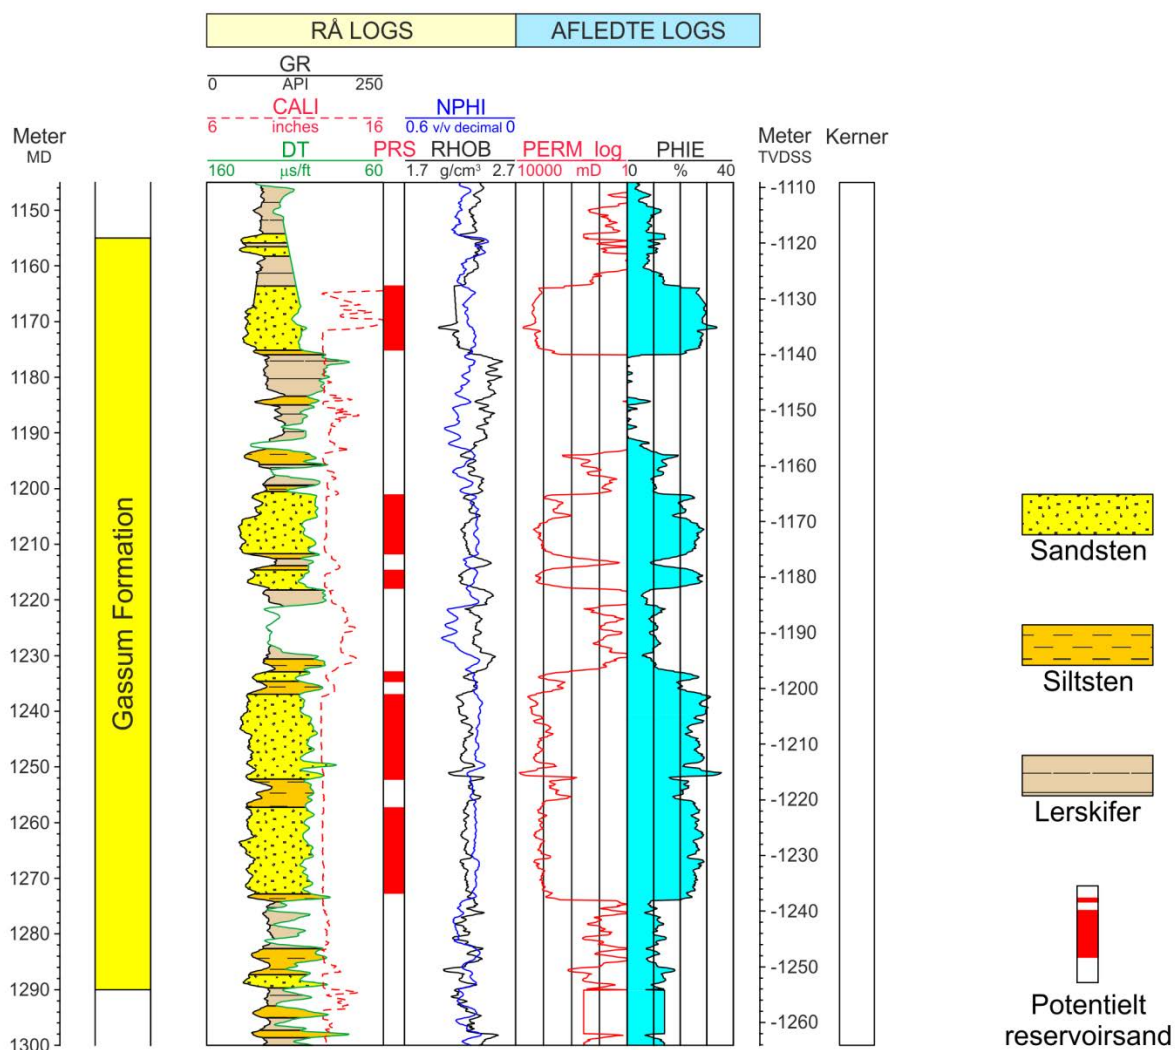 RÅ LOGS AFLEDTE LOGS
GR
0 API 250
CALI NPHI
6 inches 16 0.6 v/v decimal 0
Meter Meter Kerner
MD DT PRS RHOB PERM_log PHIE TVDSS
160 µs/ft 60 1.7 g/cm³ 2.7 10000 mD 1 0 % 40
1150
1160
1170
1180
1190
1200
1210
1220
1230
1240
1250
1260
1270
1280
1290
1300
Gassum Formation
-1110
-1120
-1130
-1140
-1150
-1160
-1170
-1180
-1190
-1200
-1210
-1220
-1230
-1240
-1250
-1260
Sandsten
Siltsten
Lerskifer
Potentielt
reservoirsand